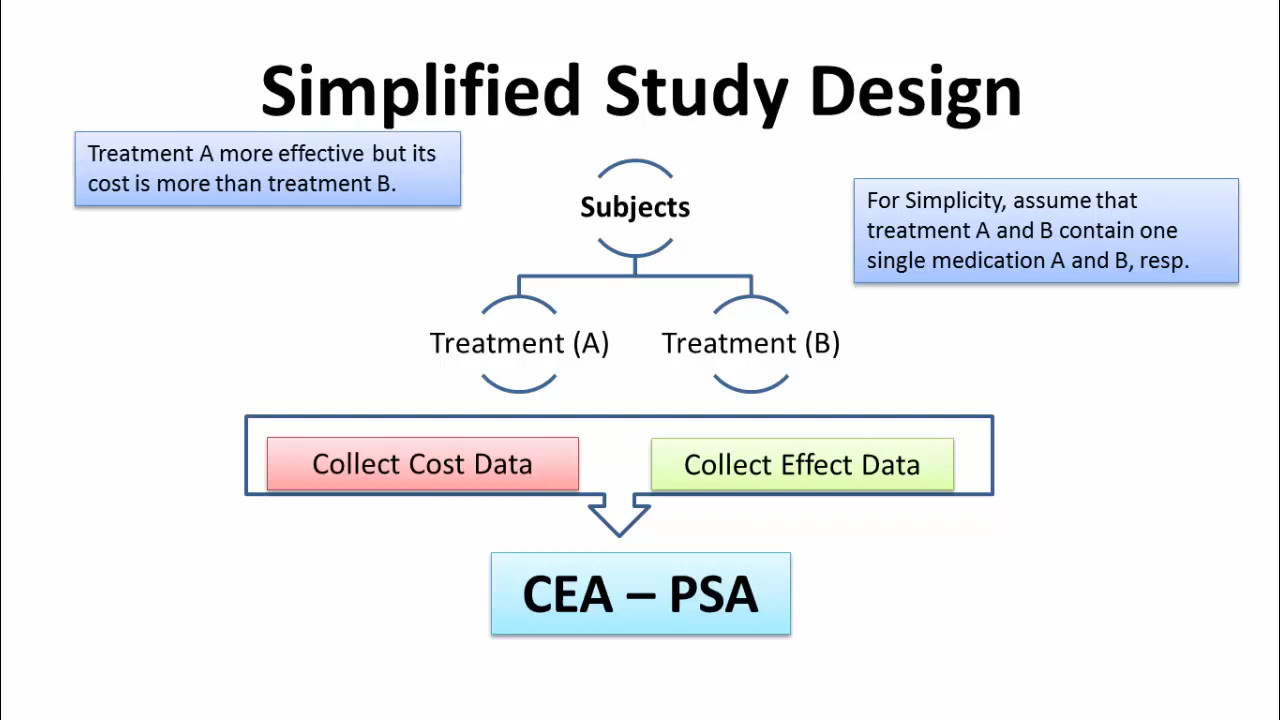 Simplified Study Design
Treatment A more effective but its
cost is more than treatment B.
Subjects
For Simplicity, assume that
treatment A and B contain one
single medication A and B, resp.
Treatment (A)
Treatment (B)
Collect Cost Data
Collect Effect Data
CEA – PSA